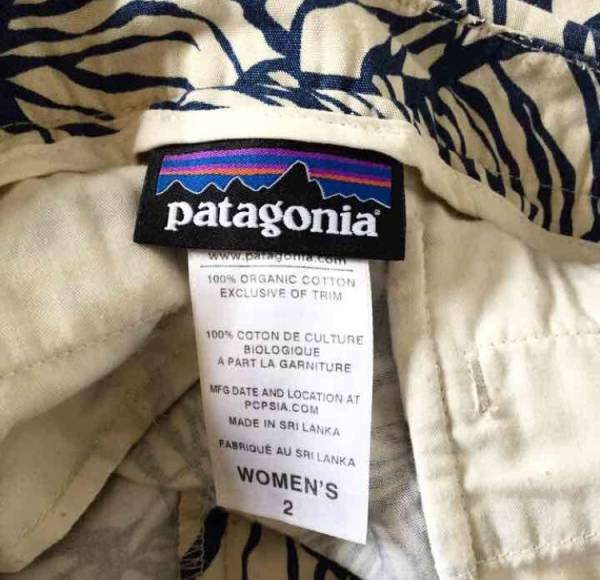 patagonia®
www.patagonia.com
100% ORGANIC COTTON
EXCLUSIVE OF TRIM
100% COTON DE CULTURE
BIOLOGIQUE
A PART LA GARNITURE
MFG DATE AND LOCATION AT
PCPSIA.COM
MADE IN SRI LANKA
FABRIQUÉ AU SRI LANKA
WOMEN'S
2